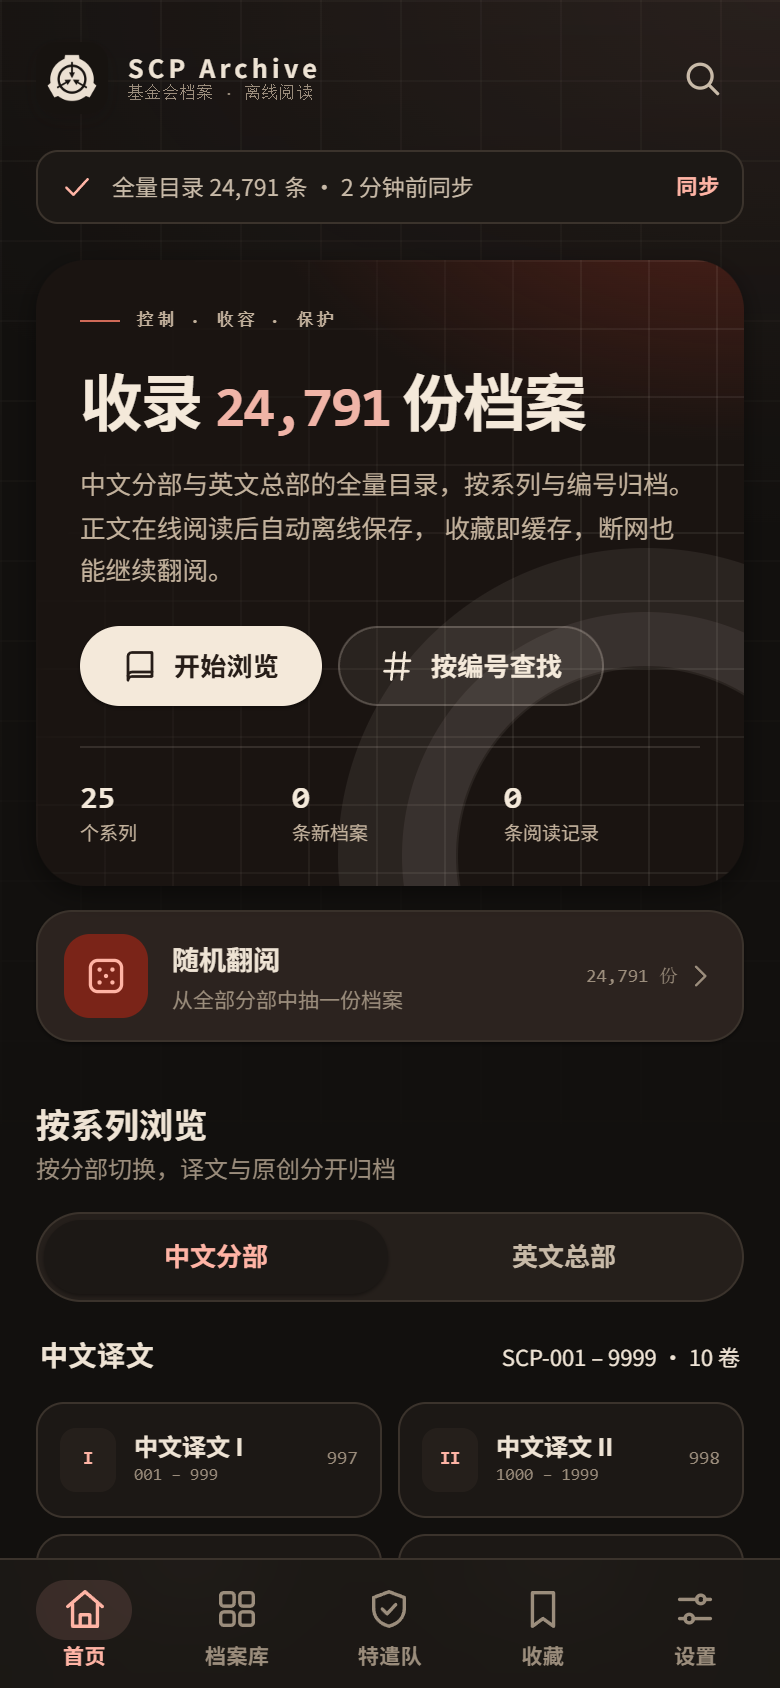 SCP Archive
基金会档案 · 离线阅读
全量目录 24,791 条 · 2 分钟前同步 同步
控制 · 收容 · 保护
收录 24,791 份档案
中文分部与英文总部的全量目录，按系列与编号归档。
正文在线阅读后自动离线保存， 收藏即缓存，断网也
能继续翻阅。
开始浏览 按编号查找
25 0 0
个系列 条新档案 条阅读记录
随机翻阅
从全部分部中抽一份档案 24,791 份
按系列浏览
按分部切换，译文与原创分开归档
中文分部 英文总部
中文译文 SCP-001 – 9999 · 10 卷
I 中文译文 I 997 II 中文译文 II 998
001 – 999 1000 – 1999
首页 档案库 特遣队 收藏 设置